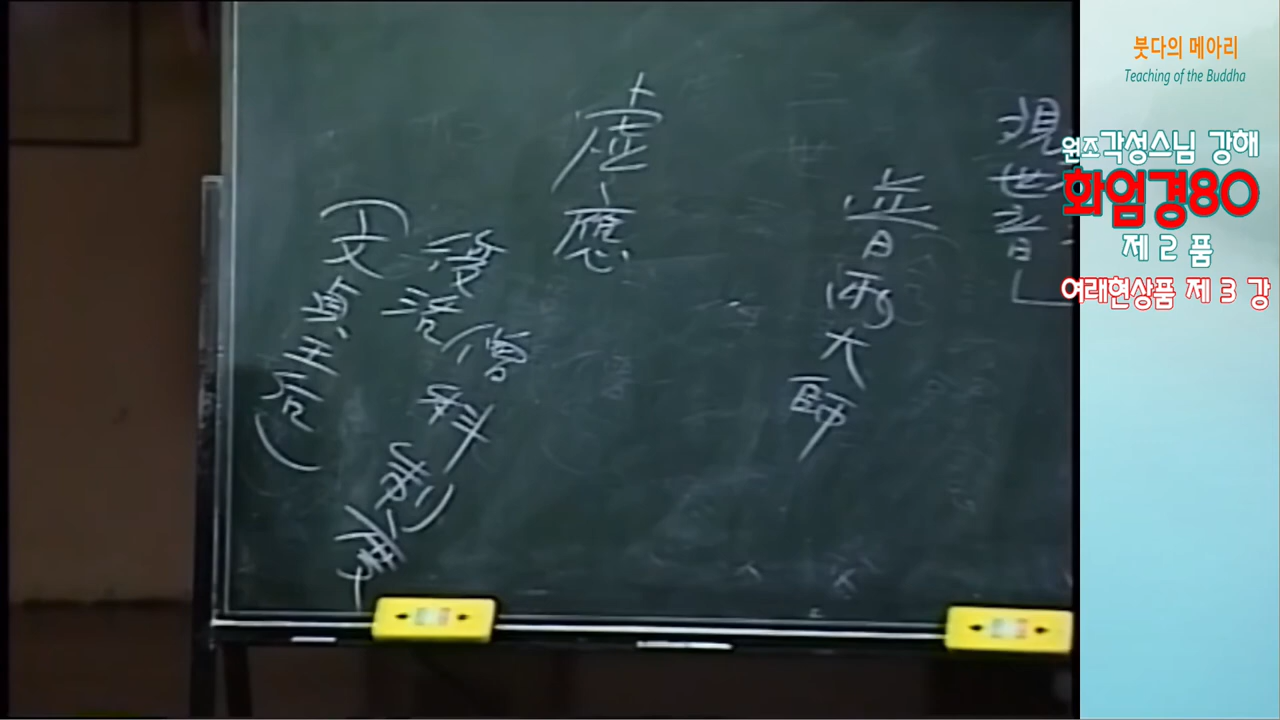 붓다의 메아리
Teaching of the Buddha
원조각성스님 강해
화엄경80
제 2 품
여래현상품 제 3 강
現
世音
普雨大師
虛應
復活僧科制度
(文定王后)